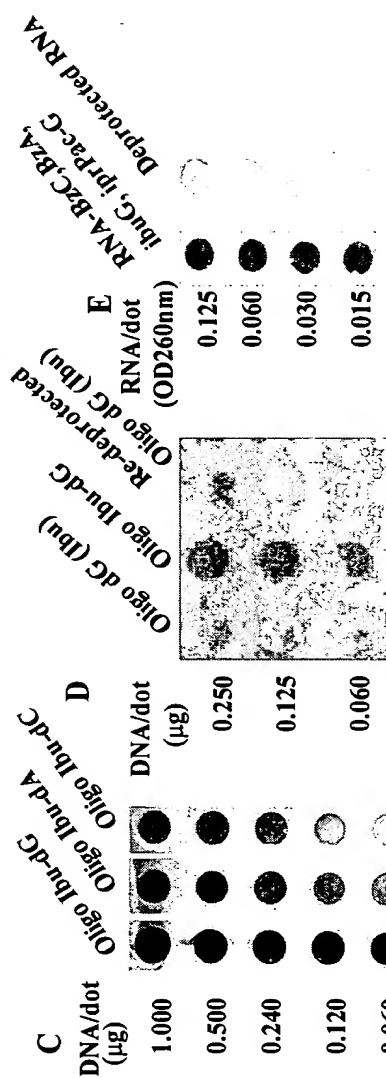 C
DNA/dot
(µg)
Oligo Ibu-dG
Oligo Ibu-dA
Oligo Ibu-dC
1.000
0.500
0.240
0.120
0.060
D
DNA/dot
(µg)
Oligo dG (Ibu)
Oligo Ibu-dG
Re-deprotected
Oligo dG (Ibu)
0.250
0.125
0.060
E
RNA/dot
(OD260nm)
RNA-BzC,BzA,
ibuG, iprPac-G
Deprotected RNA
0.125
0.060
0.030
0.015